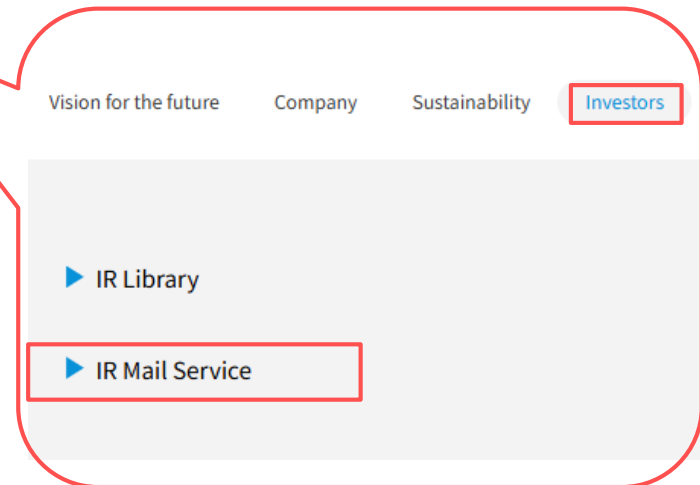 Vision for the future Company Sustainability Investors
IR Library
IR Mail Service